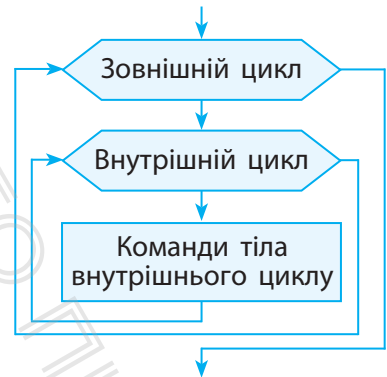 Зовнішній цикл
Внутрішній цикл
Команди тіла
внутрішнього циклу